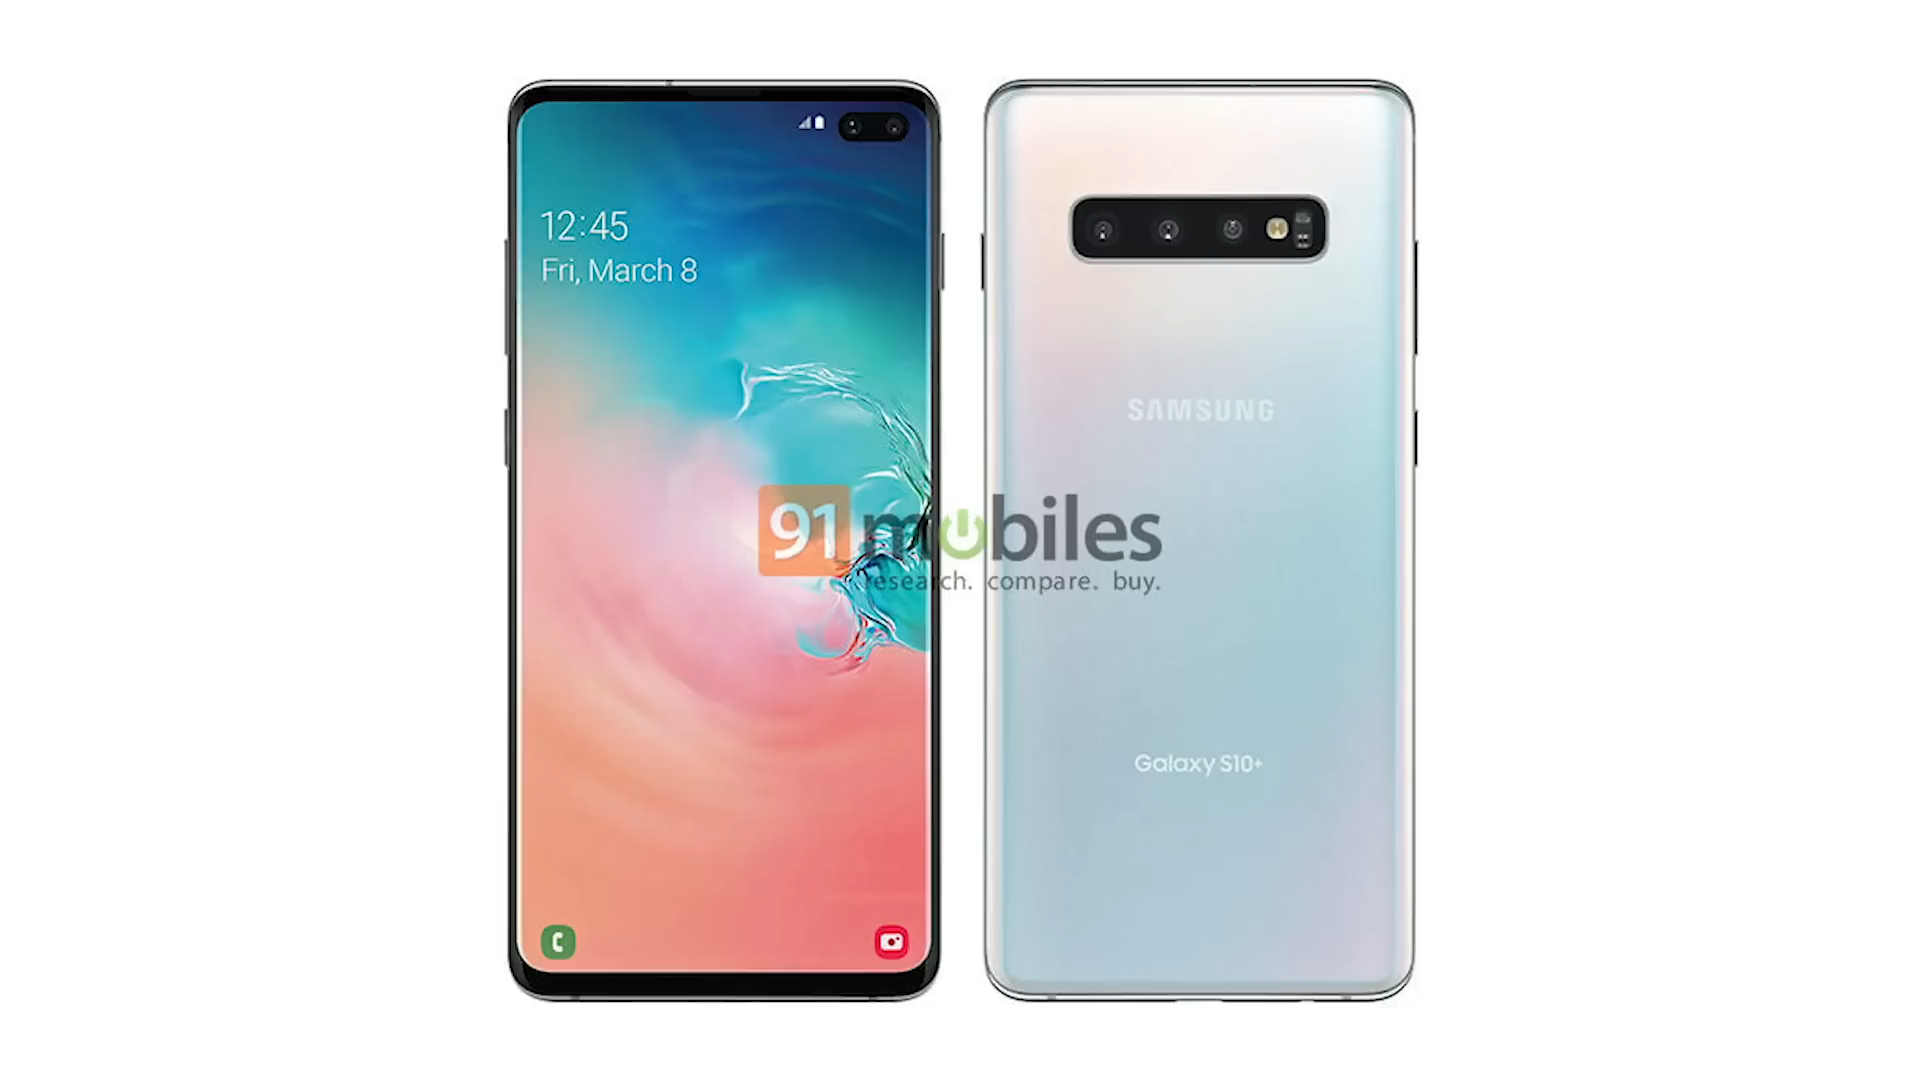 12:45
Fri, March 8
SAMSUNG
91mobiles
research. compare. buy.
Galaxy S10+